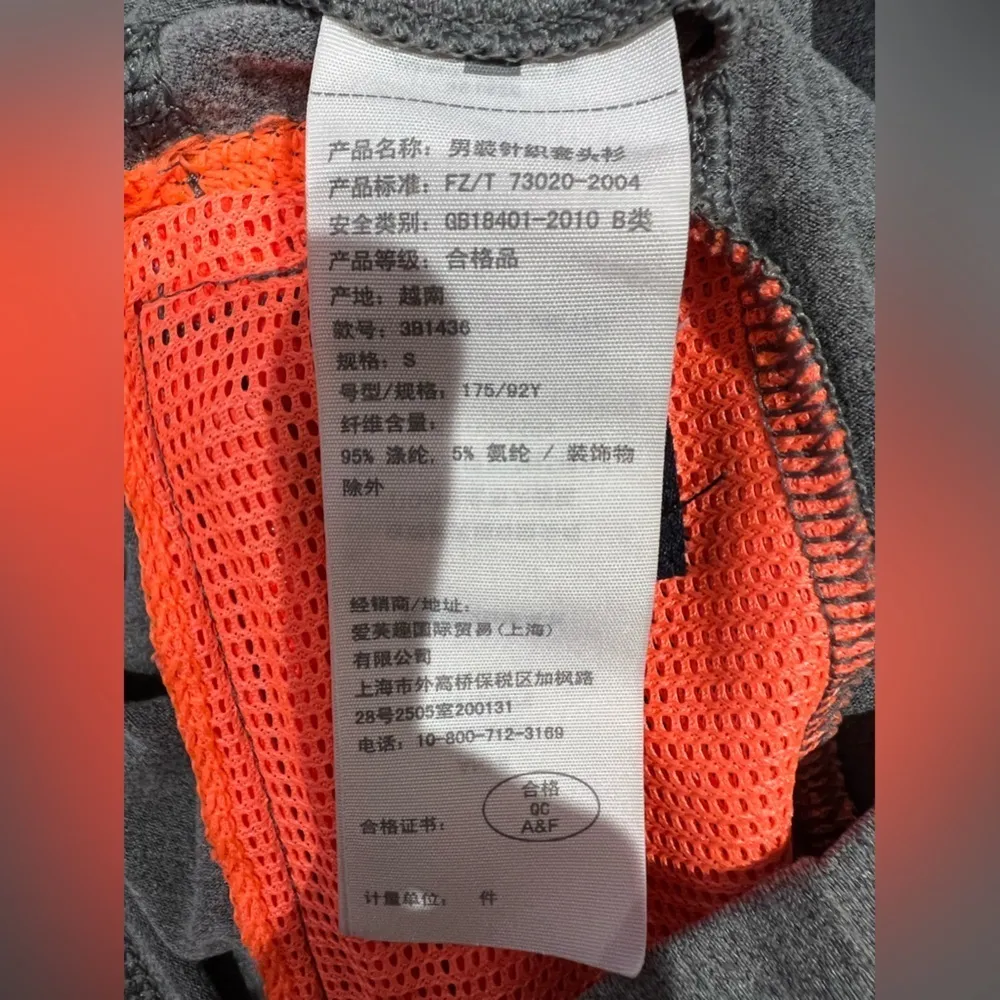 产品名称: 男装针织套头衫
产品标准: FZ/T 73020-2004
安全类别: GB18401-2010 B类
产品等级: 合格品
产地: 越南
款号: 3B1436
规格: S
号型/规格: 175/92Y
纤维含量:
95% 涤纶, 5% 氨纶 / 装饰物
除外
经销商/地址:
爱芙趣国际贸易(上海)
有限公司
上海市外高桥保税区加枫路
28号2505室200131
电话: 10-800-712-3169
合格证书:
合格
QC
A&F
计量单位: 件